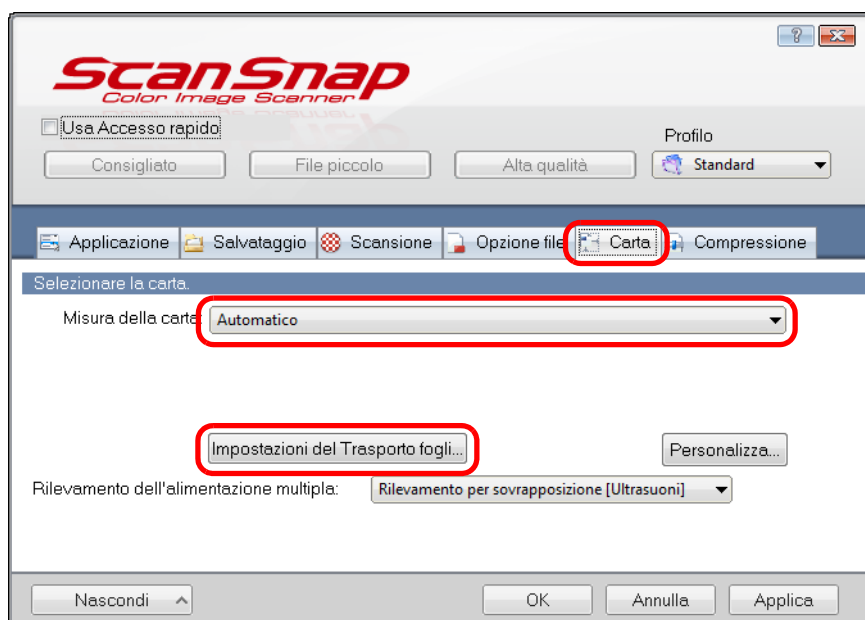 ScanSnap
Color Image Scanner
Usa Accesso rapido
Profilo
Consigliato File piccolo Alta qualità Standard
Applicazione Salvataggio Scansione Opzione file Carta Compressione
Selezionare la carta.
Misura della carta: Automatico
Impostazioni del Trasporto fogli... Personalizza...
Rilevamento dell'alimentazione multipla: Rilevamento per sovrapposizione [Ultrasuoni]
Nascondi OK Annulla Applica